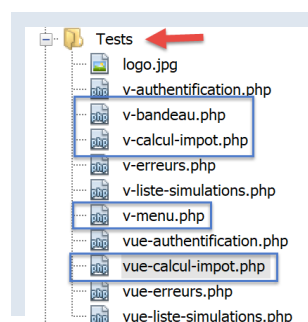 Tests
logo.jpg
v-authentification.php
v-bandeau.php
v-calcul-impot.php
v-erreurs.php
v-liste-simulations.php
v-menu.php
vue-authentification.php
vue-calcul-impot.php
vue-erreurs.php
vue-liste-simulations.php